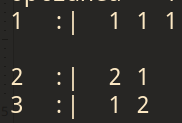 1 :| 1 1 1
2 :| 2 1
3 :| 1 2